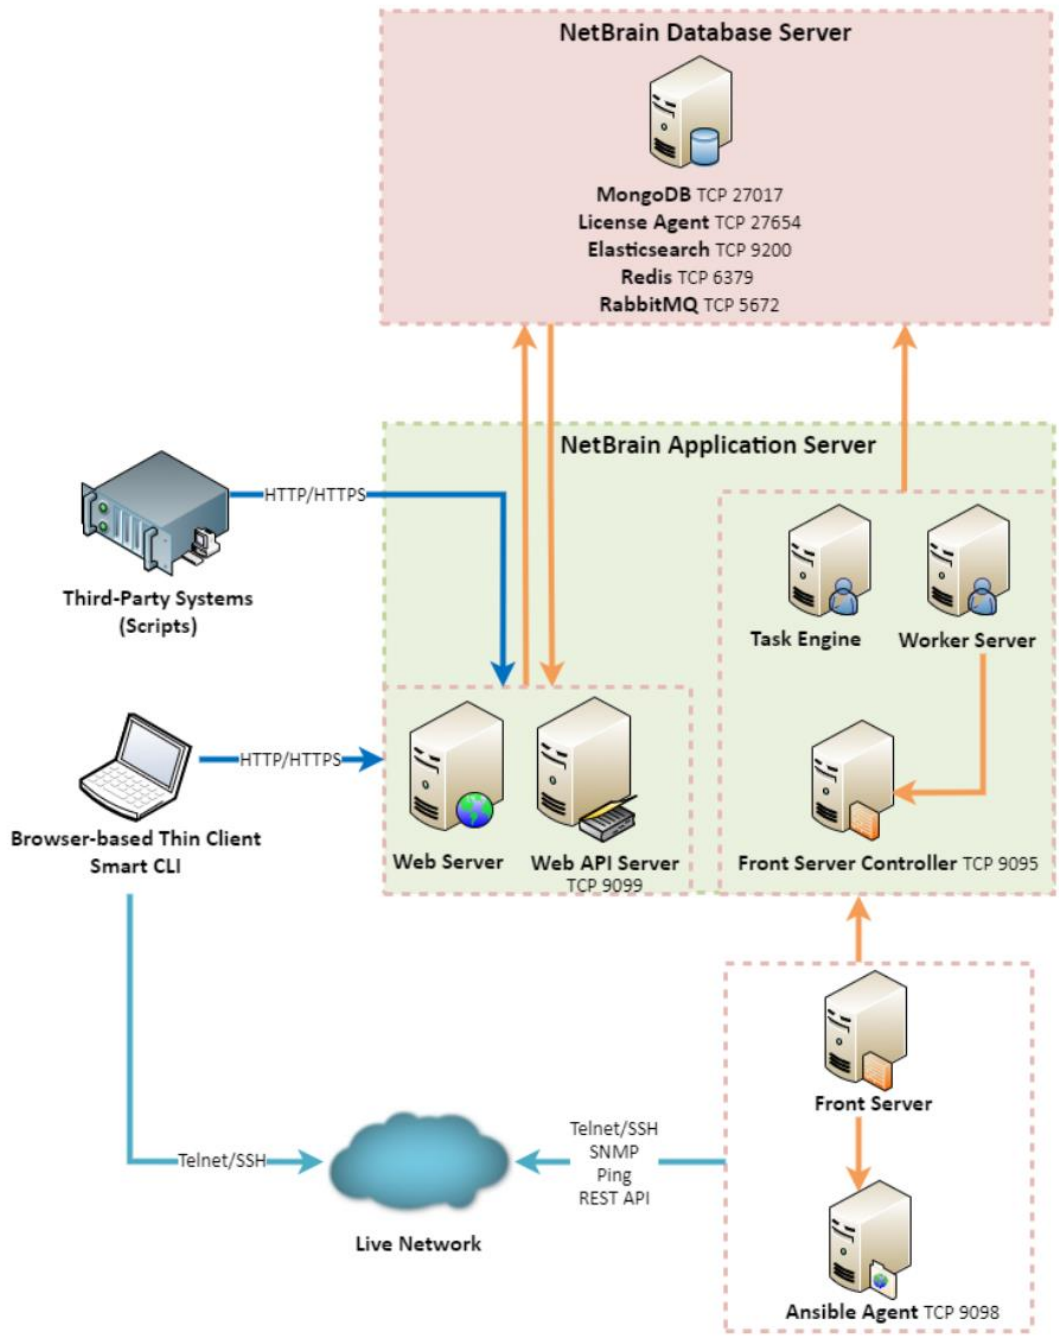 NetBrain Database Server
MongoDB TCP 27017
License Agent TCP 27654
Elasticsearch TCP 9200
Redis TCP 6379
RabbitMQ TCP 5672
NetBrain Application Server
HTTP/HTTPS
Third-Party Systems
(Scripts)
Task Engine
Worker Server
HTTP/HTTPS
Browser-based Thin Client
Smart CLI
Web Server
Web API Server
TCP 9099
Front Server Controller TCP 9095
Front Server
Telnet/SSH
Telnet/SSH
SNMP
Ping
REST API
Live Network
Ansible Agent TCP 9098